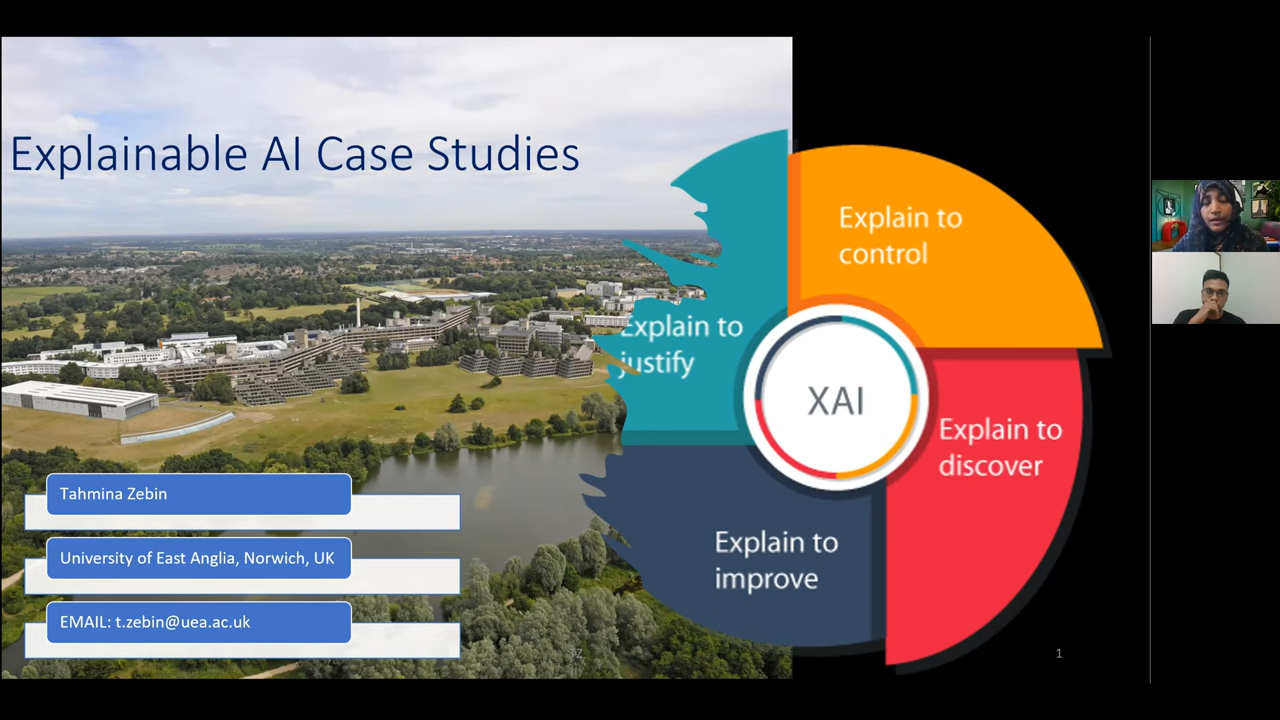 Explainable AI Case Studies
Explain to
control
Explain to
justify
XAI
Explain to
discover
Explain to
improve
Tahmina Zebin
University of East Anglia, Norwich, UK
EMAIL: t.zebin@uea.ac.uk
TZ
1